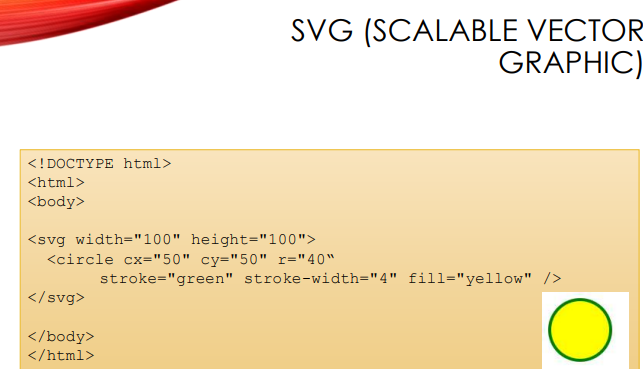 SVG (SCALABLE VECTOR
GRAPHIC)
<!DOCTYPE html>
<html>
<body>
<svg width="100" height="100">
<circle cx="50" cy="50" r="40“
stroke="green" stroke-width="4" fill="yellow" />
</svg>
</body>
</html>